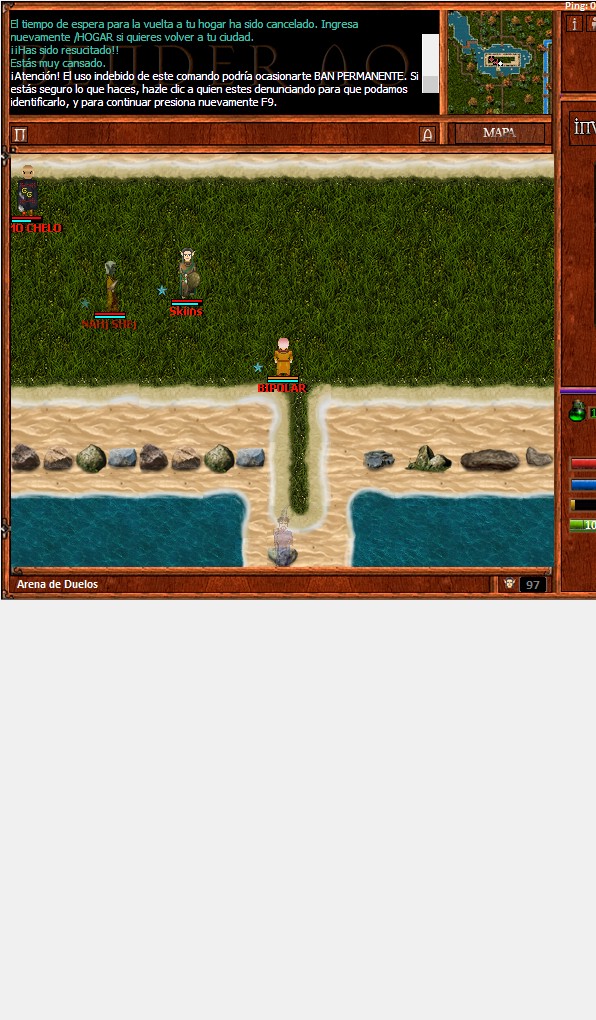 Ping: 0
El tiempo de espera para la vuelta a tu hogar ha sido cancelado. Ingresa
nuevamente /HOGAR si quieres volver a tu ciudad.
¡¡Has sido resucitado!!
Estás muy cansado.
¡Atención! El uso indebido de este comando podría ocasionarte BAN PERMANENTE. Si
estás seguro lo que haces, hazle clic a quien estes denunciando para que podamos
identificarlo, y para continuar presiona nuevamente F9.
MAPA
CHELO
BIPOLAR
Arena de Duelos
97